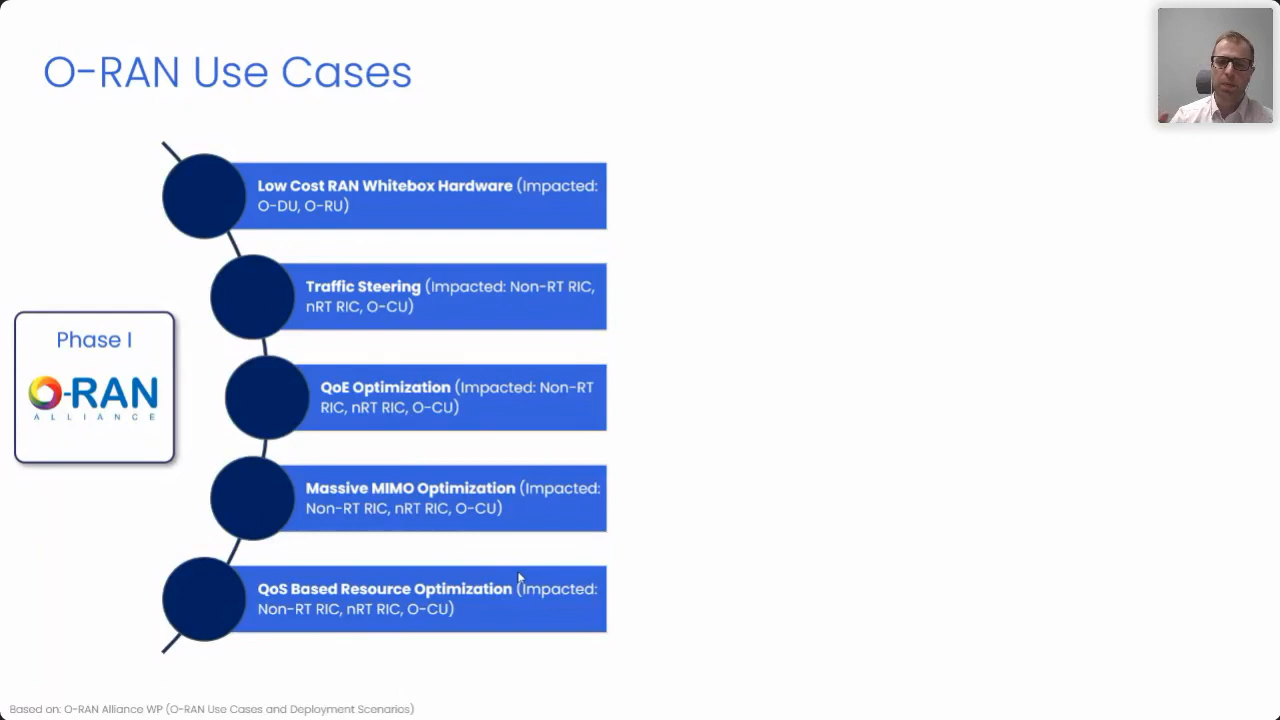 O-RAN Use Cases
Low Cost RAN Whitebox Hardware (Impacted:
O-DU, O-RU)
Traffic Steering (Impacted: Non-RT RIC,
nRT RIC, O-CU)
Phase I
O-RAN
ALLIANCE
QoE Optimization (Impacted: Non-RT
RIC, nRT RIC, O-CU)
Massive MIMO Optimization (Impacted:
Non-RT RIC, nRT RIC, O-CU)
QoS Based Resource Optimization (Impacted:
Non-RT RIC, nRT RIC, O-CU)
Based on: O-RAN Alliance WP (O-RAN Use Cases and Deployment Scenarios)